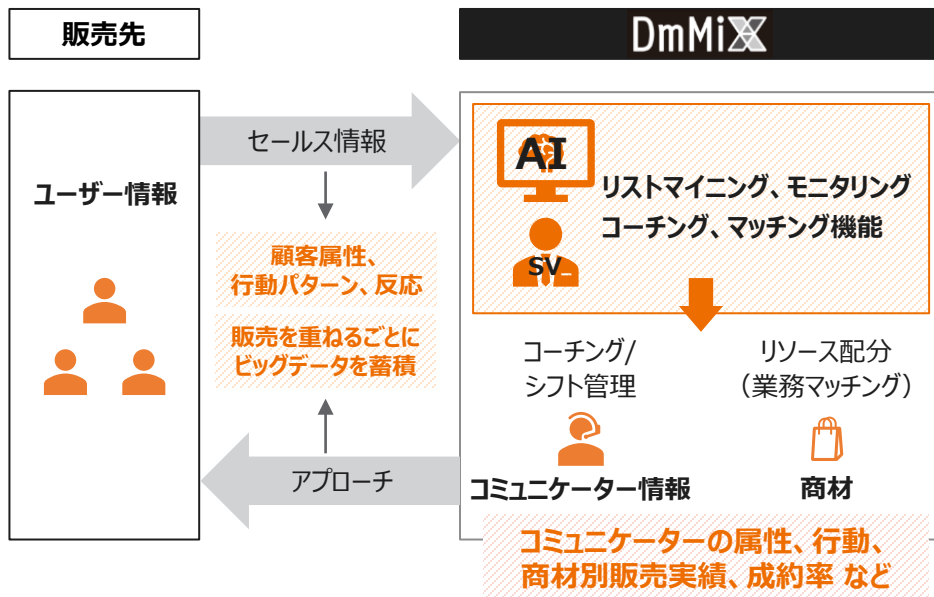 販売先
DmMiX
ユーザー情報
セールス情報
顧客属性、
行動パターン、反応
販売を重ねるごとに
ビッグデータを蓄積
アプローチ
AI
SV
リストマイニング、モニタリング
コーチング、マッチング機能
コーチング/
シフト管理
リソース配分
（業務マッチング）
コミュニケーター情報
商材
コミュニケーターの属性、行動、
商材別販売実績、成約率 など